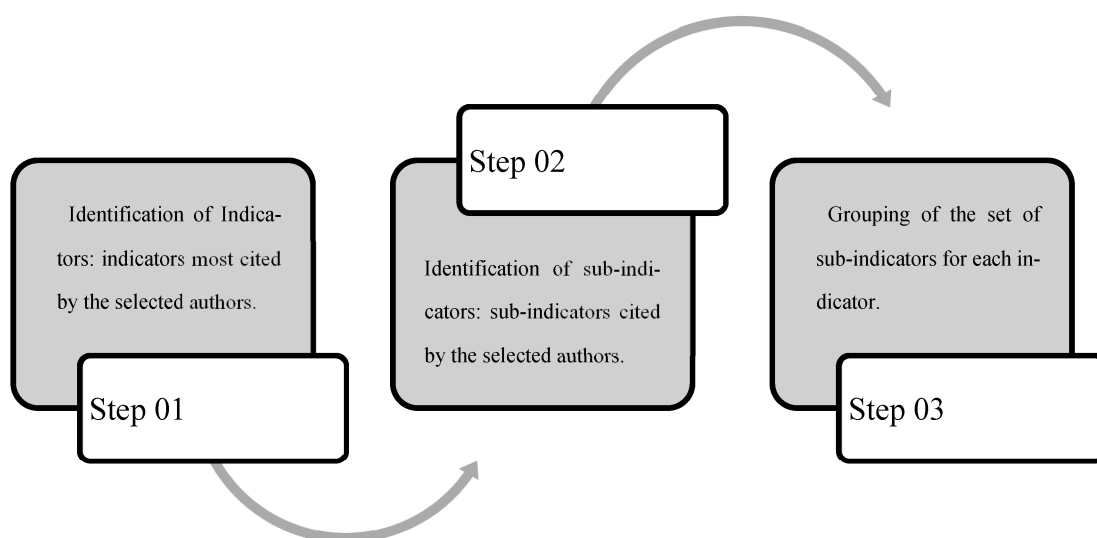 Identification of Indica-
tors: indicators most cited
by the selected authors.
Step 01
Step 02
Identification of sub-indi-
cators: sub-indicators cited
by the selected authors.
Grouping of the set of
sub-indicators for each in-
dicator.
Step 03